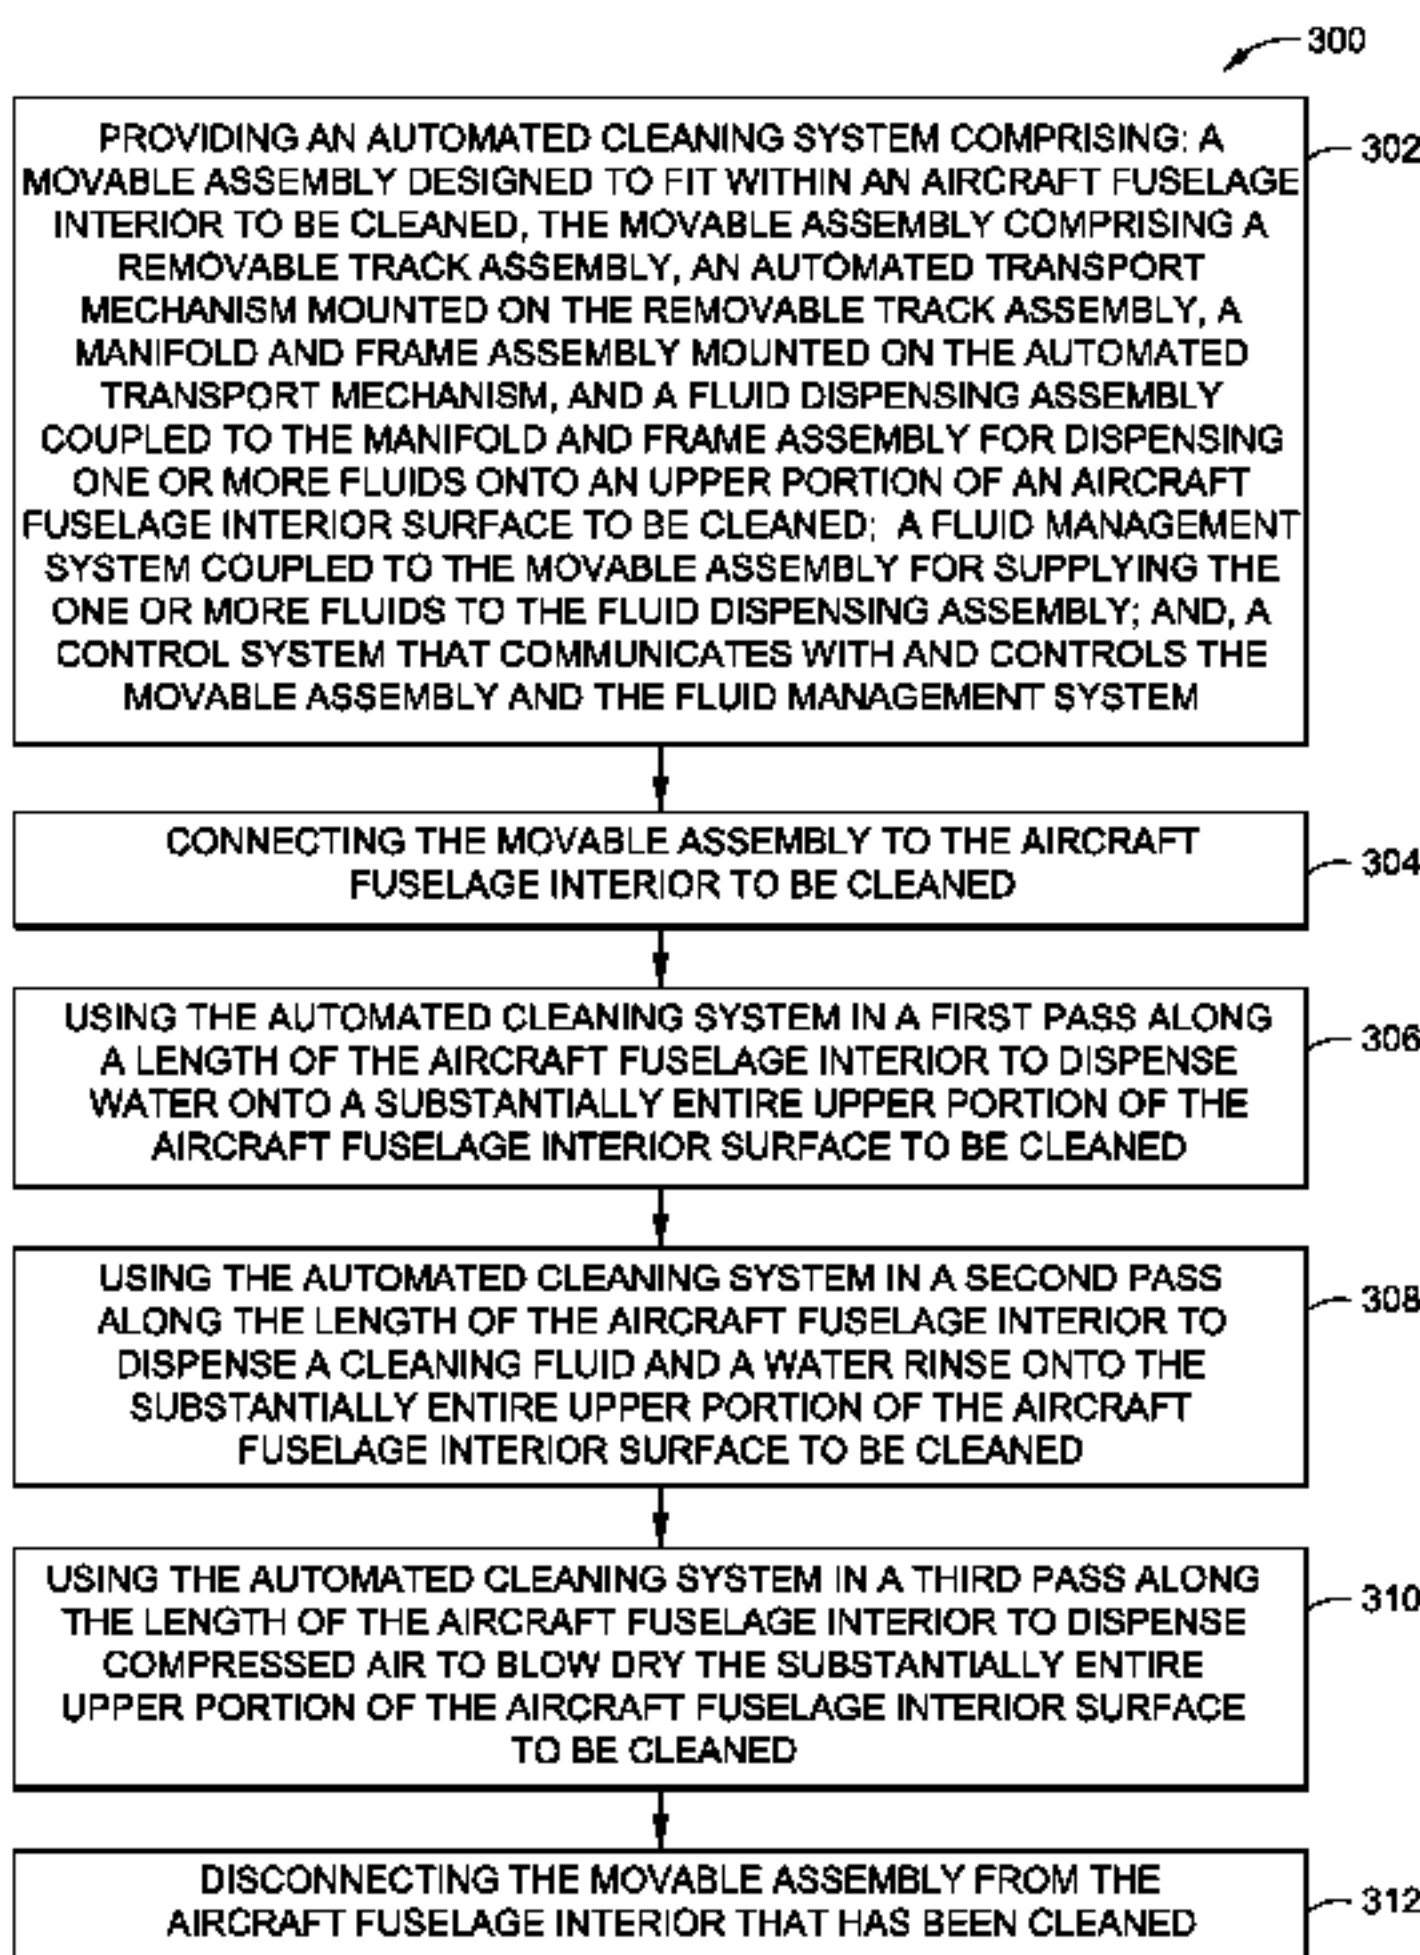 300
PROVIDING AN AUTOMATED CLEANING SYSTEM COMPRISING: A
MOVABLE ASSEMBLY DESIGNED TO FIT WITHIN AN AIRCRAFT FUSELAGE
INTERIOR TO BE CLEANED, THE MOVABLE ASSEMBLY COMPRISING A
REMOVABLE TRACK ASSEMBLY, AN AUTOMATED TRANSPORT
MECHANISM MOUNTED ON THE REMOVABLE TRACK ASSEMBLY, A
MANIFOLD AND FRAME ASSEMBLY MOUNTED ON THE AUTOMATED
TRANSPORT MECHANISM, AND A FLUID DISPENSING ASSEMBLY
COUPLED TO THE MANIFOLD AND FRAME ASSEMBLY FOR DISPENSING
ONE OR MORE FLUIDS ONTO AN UPPER PORTION OF AN AIRCRAFT
FUSELAGE INTERIOR SURFACE TO BE CLEANED; A FLUID MANAGEMENT
SYSTEM COUPLED TO THE MOVABLE ASSEMBLY FOR SUPPLYING THE
ONE OR MORE FLUIDS TO THE FLUID DISPENSING ASSEMBLY; AND, A
CONTROL SYSTEM THAT COMMUNICATES WITH AND CONTROLS THE
MOVABLE ASSEMBLY AND THE FLUID MANAGEMENT SYSTEM
302
CONNECTING THE MOVABLE ASSEMBLY TO THE AIRCRAFT
FUSELAGE INTERIOR TO BE CLEANED
304
USING THE AUTOMATED CLEANING SYSTEM IN A FIRST PASS ALONG
A LENGTH OF THE AIRCRAFT FUSELAGE INTERIOR TO DISPENSE
WATER ONTO A SUBSTANTIALLY ENTIRE UPPER PORTION OF THE
AIRCRAFT FUSELAGE INTERIOR SURFACE TO BE CLEANED
306
USING THE AUTOMATED CLEANING SYSTEM IN A SECOND PASS
ALONG THE LENGTH OF THE AIRCRAFT FUSELAGE INTERIOR TO
DISPENSE A CLEANING FLUID AND A WATER RINSE ONTO THE
SUBSTANTIALLY ENTIRE UPPER PORTION OF THE AIRCRAFT
FUSELAGE INTERIOR SURFACE TO BE CLEANED
308
USING THE AUTOMATED CLEANING SYSTEM IN A THIRD PASS ALONG
THE LENGTH OF THE AIRCRAFT FUSELAGE INTERIOR TO DISPENSE
COMPRESSED AIR TO BLOW DRY THE SUBSTANTIALLY ENTIRE
UPPER PORTION OF THE AIRCRAFT FUSELAGE INTERIOR SURFACE
TO BE CLEANED
310
DISCONNECTING THE MOVABLE ASSEMBLY FROM THE
AIRCRAFT FUSELAGE INTERIOR THAT HAS BEEN CLEANED
312